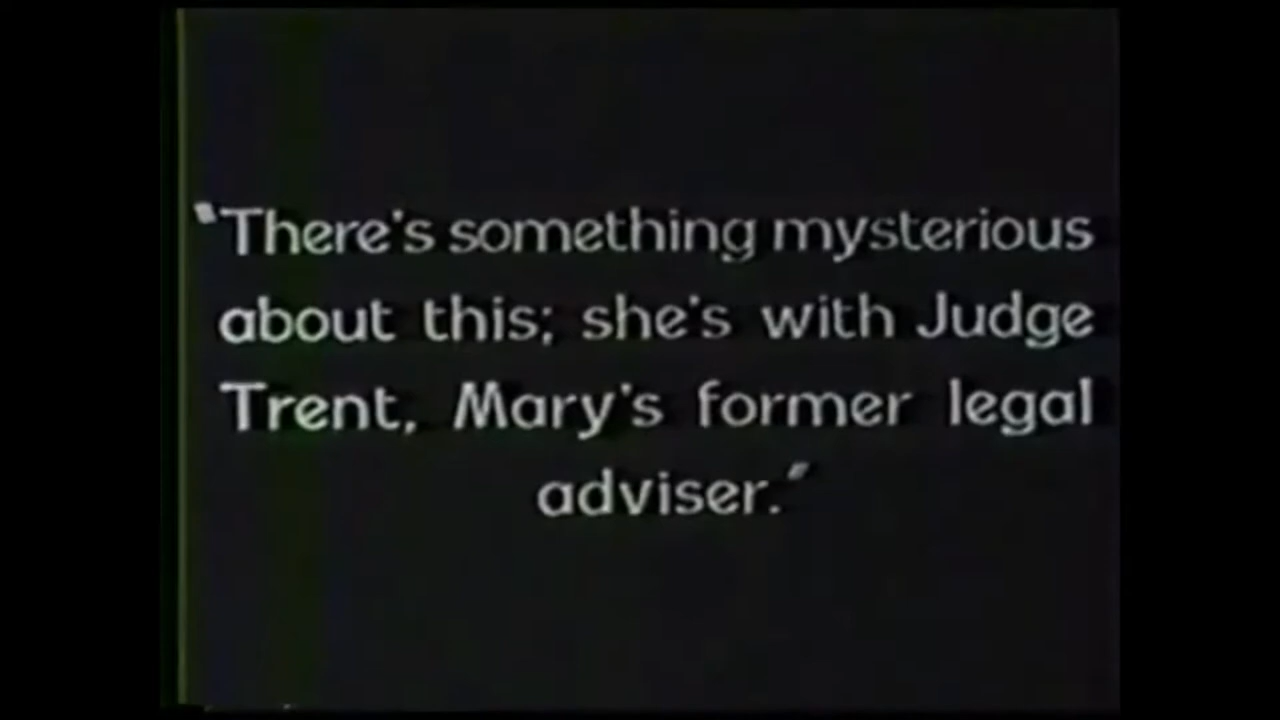 "There's something mysterious
about this; she's with Judge
Trent, Mary's former legal
adviser."